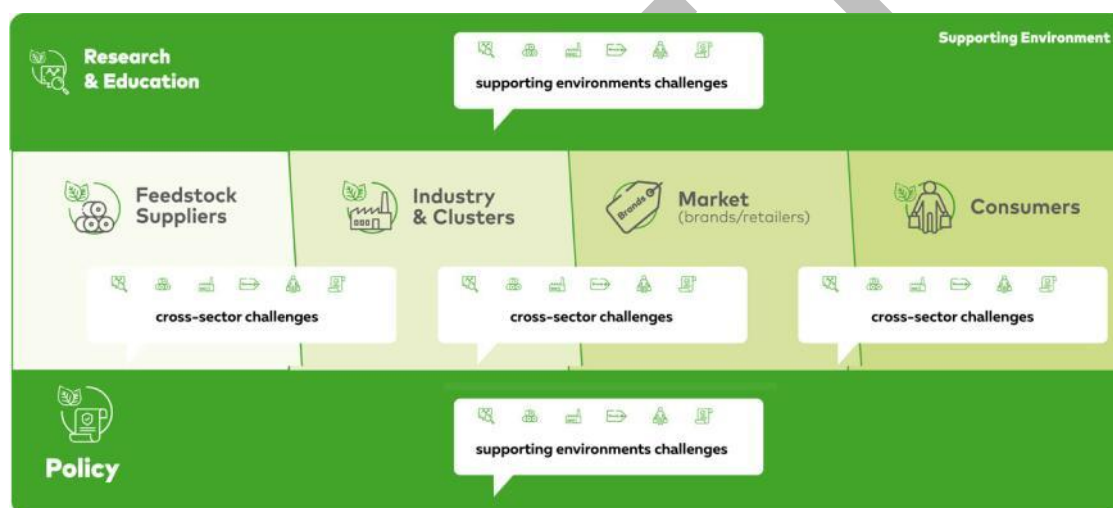 Research
& Education
supporting environments challenges
Supporting Environment
Feedstock
Suppliers
Industry
& Clusters
Brands
Market
(brands/retailers)
Consumers
cross-sector challenges
cross-sector challenges
cross-sector challenges
Policy
supporting environments challenges